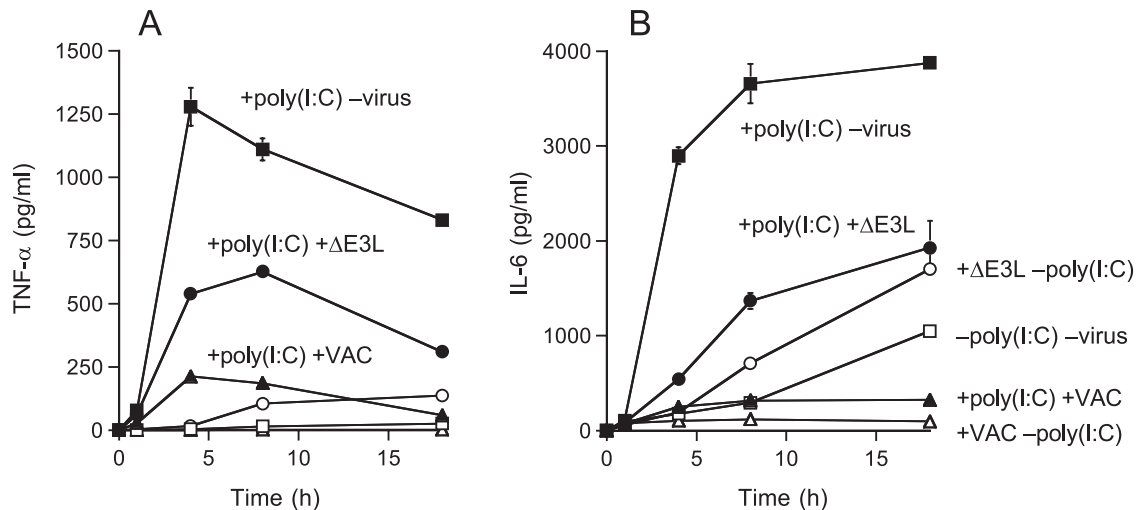 A
1500
1250
1000
750
500
250
0
TNF-α (pg/ml)
+poly(I:C) –virus
+poly(I:C) +ΔE3L
+poly(I:C) +VAC
0 5 10 15
Time (h)
B
4000
3000
2000
1000
0
IL-6 (pg/ml)
+poly(I:C) –virus
+poly(I:C) +ΔE3L
+ΔE3L –poly(I:C)
–poly(I:C) –virus
+poly(I:C) +VAC
+VAC –poly(I:C)
0 5 10 15
Time (h)